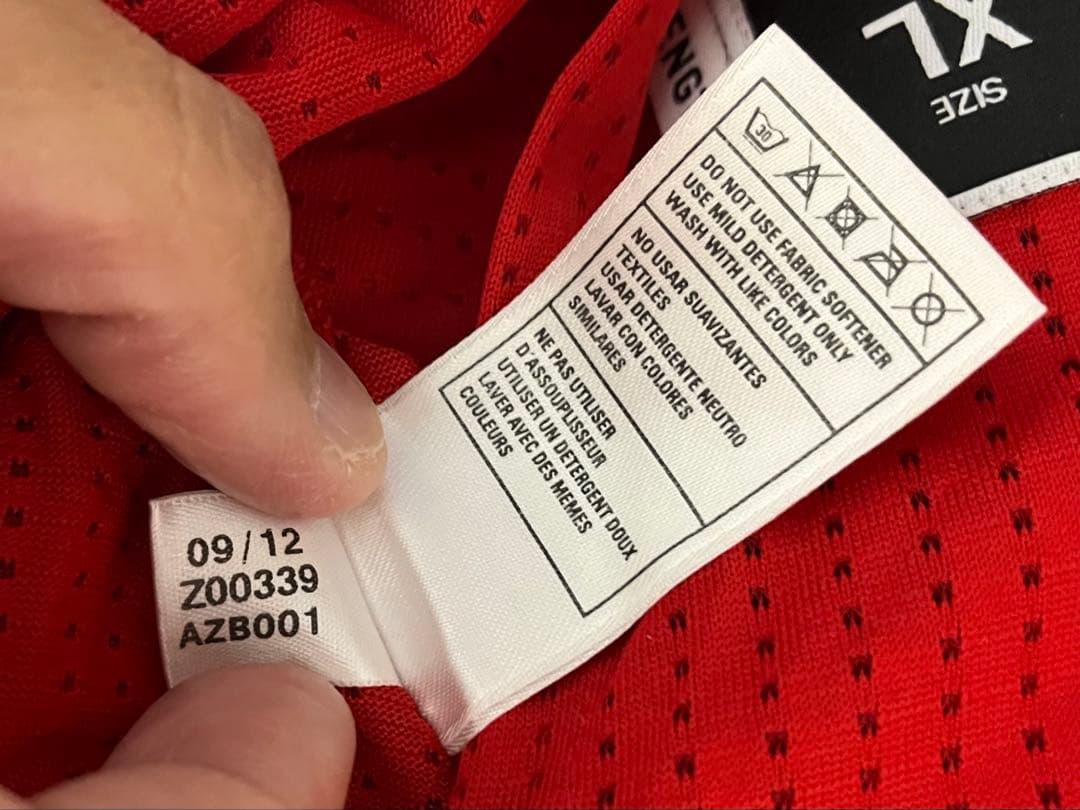 XL
SIZE
ENG
30
DO NOT USE FABRIC SOFTENER
USE MILD DETERGENT ONLY
WASH WITH LIKE COLORS
NO USAR SUAVIZANTES
TEXTILES
USAR DETERGENTE NEUTRO
LAVAR CON COLORES
SIMILARES
NE PAS UTILISER
D'ASSOUPLISSEUR
UTILISER UN DETERGENT DOUX
LAVER AVEC DES MEMES
COULEURS
09/12
Z00339
AZB001